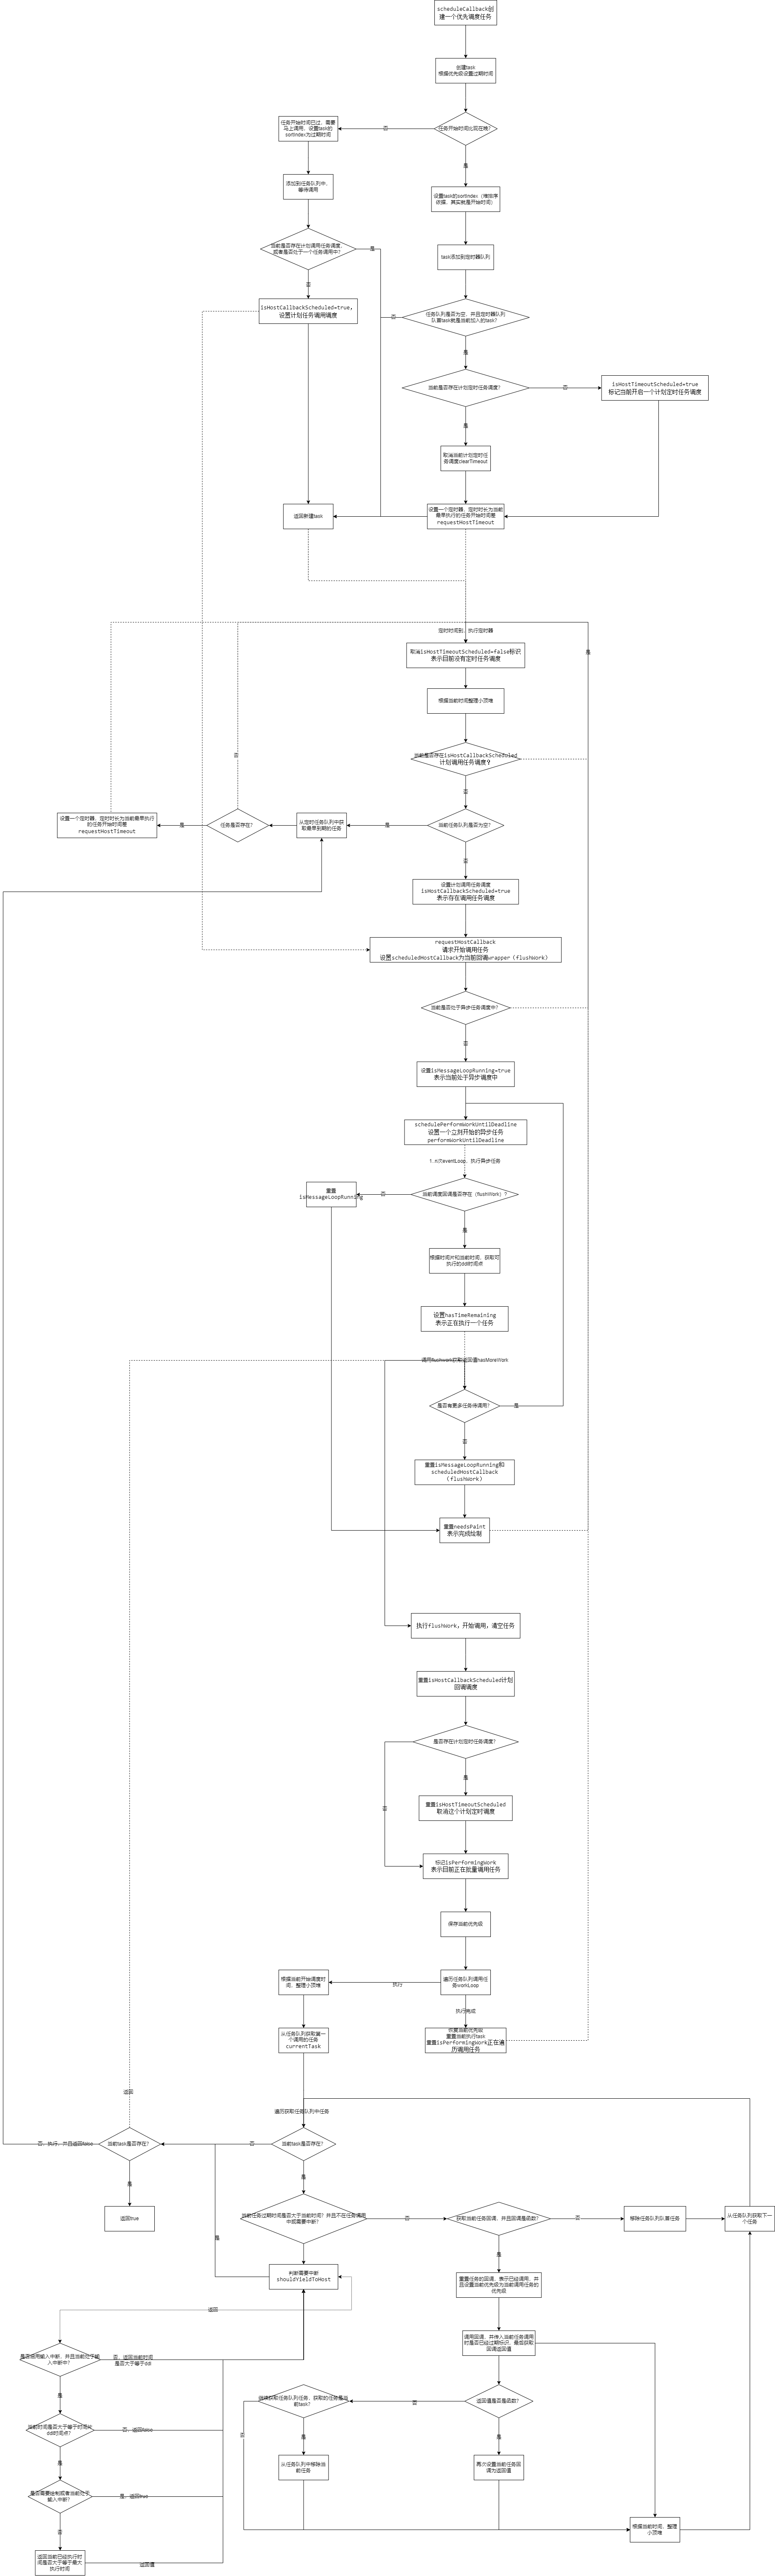 scheduleCallback创
建一个优先调度任务
创建task
根据优先级设置过期时间
任务开始时间比现在晚?
否
任务开始时间已过，需要
马上调用，设置task的
sortIndex为过期时间
是
添加到任务队列中,
等待调用
设置task的sortIndex（堆排序
依据，其实就是开始时间）
当前是否存在计划调用任务调度,
或者是否处于一个任务调用中?
是
task添加到定时器队列
否
isHostCallbackScheduled=true,
设置计划任务调用调度
任务队列是否为空，并且定时器队列
队首task就是当前加入的task?
否
是
当前是否存在计划定时任务调度?
否
isHostTimeoutScheduled=true
标记当前开启一个计划定时任务调度
是
取消当前计划定时任
务调度clearTimeout
返回新建task
设置一个定时器，定时时长为当前
最早执行的任务开始时间差
requestHostTimeout
定时时间到，执行定时器
取消isHostTimeoutScheduled=false标识
表示目前没有定时任务调度
是
根据当前时间整理小顶堆
当前是否存在isHostCallbackScheduled
计划调用任务调度?
否
否
设置一个定时器，定时时长为当前最早执行
的任务开始时间差
requestHostTimeout
是
任务是否存在?
从定时任务队列中获
取最早到期的任务
是
当前任务队列是否为空?
否
设置计划调用任务调度
isHostCallbackScheduled=true
表示存在调用任务调度
requestHostCallback
请求开始调用任务
设置scheduledHostCallback为当前回调wrapper（flushWork）
当前是否处于异步任务调度中?
否
设置isMessageLoopRunning=true
表示当前处于异步调度中
schedulePerformWorkUntilDeadline
设置一个立刻开始的异步任务
performWorkUntilDeadline
1..n次eventLoop，执行异步任务
重置
isMessageLoopRunning
否
当前调度回调是否存在（flushWork）?
是
根据时间片和当前时间，获取可
执行的ddl时间点
设置hasTimeRemaining
表示正在执行一个任务
调用flushwork获取返回值hasMoreWork
是否有更多任务待调用?
是
否
重置isMessageLoopRunning和
scheduledHostCallback
（flushWork）
重置needsPaint
表示完成绘制
执行flushWork，开始调用，清空任务
重置isHostCallbackScheduled计划
回调调度
是否存在计划定时任务调度?
是
否
重置isHostTimeoutScheduled
取消这个计划定时调度
标记isPerformingWork
表示目前正在批量调用任务
保存当前优先级
根据当前开始调度时
间，整理小顶堆
执行
遍历任务队列调用任
务workLoop
执行完成
从任务队列获取第一
个调用的任务
currentTask
恢复当前优先级
重置当前执行task
重置isPerformingWork正在遍
历调用任务
返回
遍历获取任务队列中任务
否，执行，并且返回false
当前task是否存在?
否
当前task是否存在?
是
是
返回true
当前任务过期时间是否大于当前时间? 并且不在任务调用
中或需要中断?
否
获取当前任务回调，并且回调是函数?
否
移除任务队列队首任务
从任务队列获取下一
个任务
是
是
判断需要中断
shouldYieldToHost
重置任务的回调，表示已经调用，并
且设置当前优先级为当前调用任务的
优先级
返回
是否启用输入中断，并且当前处于输
入中断中?
否，返回当前时间
是否大于等于ddl
调用回调，并传入当前任务调用
时是否已经过期标识，最后获取
回调返回值
是
继续获取任务队列任务，获取的任务是当
前task?
否
返回值是否是函数?
当前时间是否大于等于时间片
ddl时间点?
否，返回false
否
是
是
是
从任务队列中移除当
前任务
再次设置当前任务回
调为返回值
是否需要绘制或者当前处于
输入中断?
是，返回true
否
根据当前时间，整理
小顶堆
返回当前已经执行时
间是否大于等于最大
执行时间
返回值